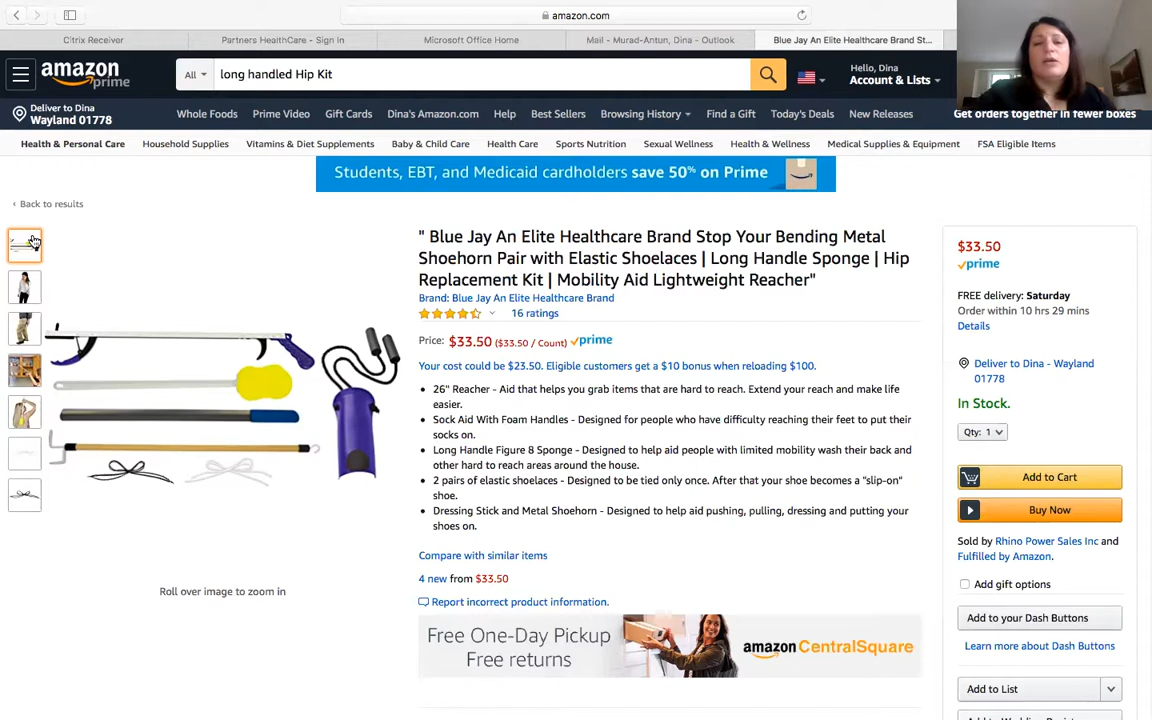 amazon.com
Citrix Receiver
Partners HealthCare - Sign In
Microsoft Office Home
Mail - Murad-Antun, Dina - Outlook
Blue Jay An Elite Healthcare Brand St...
amazon
prime
All
long handled Hip Kit
Hello, Dina
Account & Lists
Deliver to Dina
Wayland 01778
Whole Foods
Prime Video
Gift Cards
Dina's Amazon.com
Help
Best Sellers
Browsing History
Find a Gift
Today's Deals
New Releases
Get orders together in fewer boxes
Health & Personal Care
Household Supplies
Vitamins & Diet Supplements
Baby & Child Care
Health Care
Sports Nutrition
Sexual Wellness
Health & Wellness
Medical Supplies & Equipment
FSA Eligible Items
Students, EBT, and Medicaid cardholders save 50% on Prime
‹ Back to results
" Blue Jay An Elite Healthcare Brand Stop Your Bending Metal
Shoehorn Pair with Elastic Shoelaces | Long Handle Sponge | Hip
Replacement Kit | Mobility Aid Lightweight Reacher"
Brand: Blue Jay An Elite Healthcare Brand
16 ratings
Price: $33.50 ($33.50 / Count) prime
Your cost could be $23.50. Eligible customers get a $10 bonus when reloading $100.
• 26" Reacher - Aid that helps you grab items that are hard to reach. Extend your reach and make life
easier.
• Sock Aid With Foam Handles - Designed for people who have difficulty reaching their feet to put their
socks on.
• Long Handle Figure 8 Sponge - Designed to help aid people with limited mobility wash their back and
other hard to reach areas around the house.
• 2 pairs of elastic shoelaces - Designed to be tied only once. After that your shoe becomes a "slip-on"
shoe.
• Dressing Stick and Metal Shoehorn - Designed to help aid pushing, pulling, dressing and putting your
shoes on.
Compare with similar items
4 new from $33.50
Report incorrect product information.
Roll over image to zoom in
Free One-Day Pickup
Free returns
amazon CentralSquare
$33.50
prime
FREE delivery: Saturday
Order within 10 hrs 29 mins
Details
Deliver to Dina - Wayland
01778
In Stock.
Qty: 1
Add to Cart
Buy Now
Sold by Rhino Power Sales Inc and
Fulfilled by Amazon.
Add gift options
Add to your Dash Buttons
Learn more about Dash Buttons
Add to List